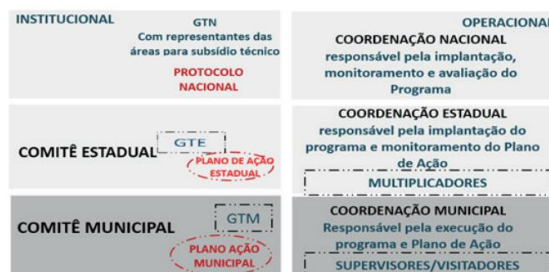 INSTITUCIONAL
GTN
Com representantes das
áreas para subsídio técnico
PROTOCOLO
NACIONAL
OPERACIONAL
COORDENAÇÃO NACIONAL
responsável pela implantação,
monitoramento e avaliação do
Programa
COMITÊ ESTADUAL
GTE
PLANO DE AÇÃO
ESTADUAL
COORDENAÇÃO ESTADUAL
responsável pela implantação do
programa e monitoramento do Plano
de Ação
MULTIPLICADORES
COMITÊ MUNICIPAL
GTM
PLANO AÇÃO
MUNICIPAL
COORDENAÇÃO MUNICIPAL
Responsável pela execução do
programa e Plano de Ação
SUPERVISORES/VISITADORES